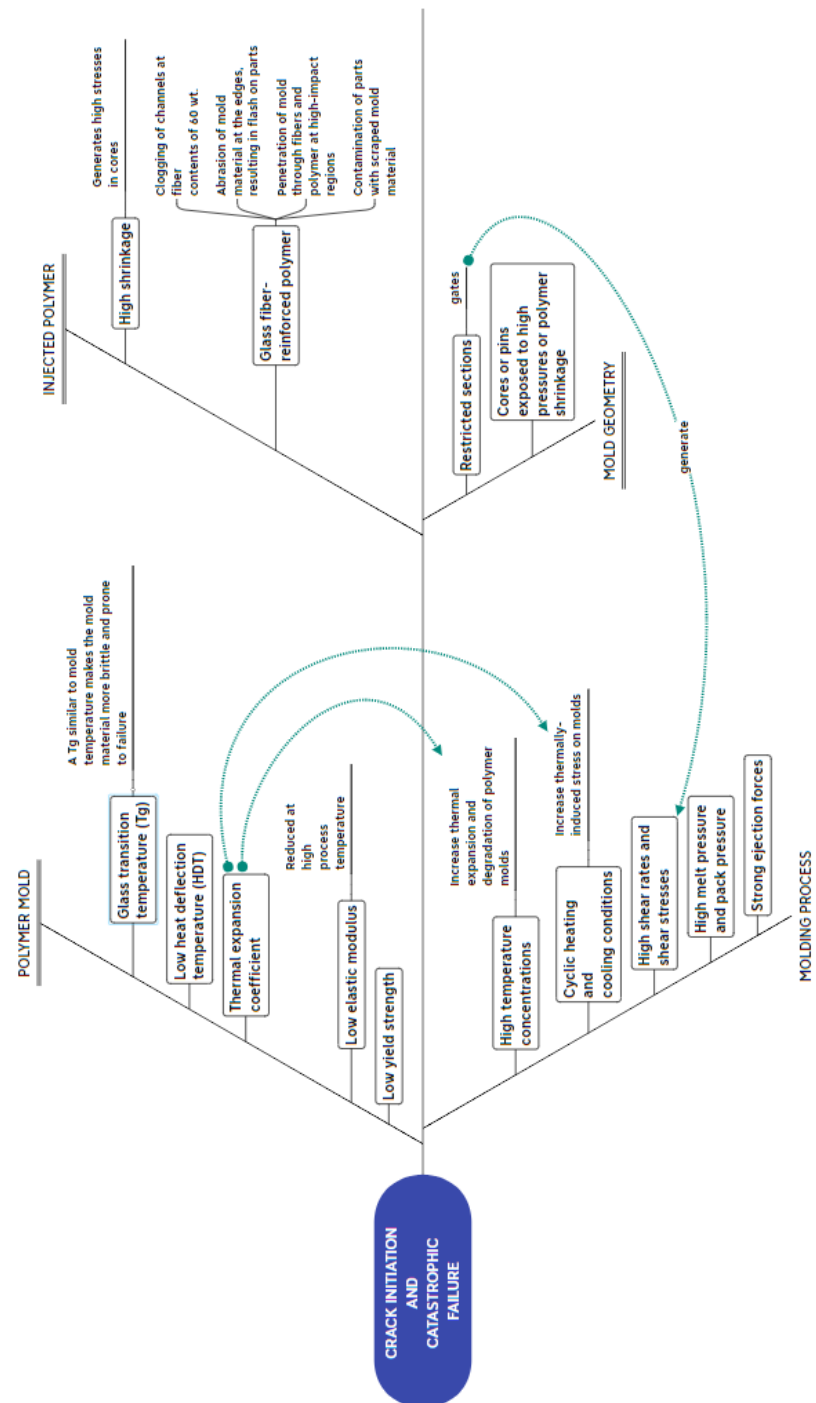 CRACK INITIATION
AND
CATASTROPHIC
FAILURE
POLYMER MOLD
Glass transition
temperature (Tg)
A Tg similar to mold
temperature makes the mold
material more brittle and prone
to failure
Low heat deflection
temperature (HDT)
Thermal expansion
coefficient
Low elastic modulus
Reduced at
high
process
temperature
Low yield strength
INJECTED POLYMER
High shrinkage
Generates high stresses
in cores
Glass fiber-
reinforced polymer
Clogging of channels at
fiber
contents of 60 wt.
Abrasion of mold
material at the edges,
resulting in flash on parts
Penetration of mold
through fibers and
polymer at high-impact
regions
Contamination of parts
with scraped mold
material
High temperature
concentrations
Increase thermal
expansion and
degradation of polymer
molds
Cyclic heating
and
cooling conditions
Increase thermally-
induced stress on molds
High shear rates and
shear stresses
High melt pressure
and pack pressure
Strong ejection forces
MOLDING PROCESS
Restricted sections
gates
Cores or pins
exposed to high
pressures or polymer
shrinkage
MOLD GEOMETRY
generate